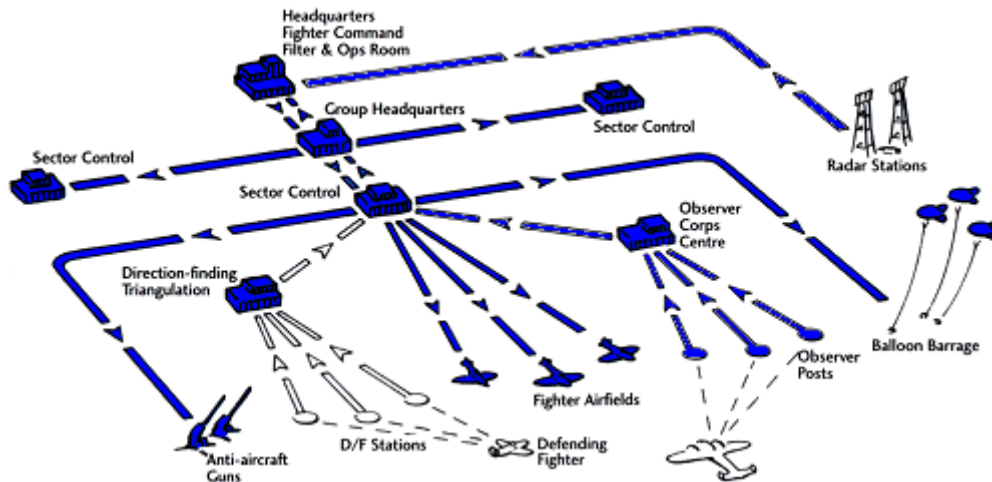 Headquarters
Fighter Command
Filter & Ops Room
Group Headquarters
Sector Control
Sector Control
Radar Stations
Sector Control
Observer
Corps
Centre
Direction-finding
Triangulation
Balloon Barrage
Observer
Posts
Fighter Airfields
D/F Stations
Defending
Fighter
Anti-aircraft
Guns